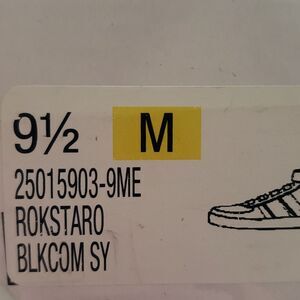 9½ M
25015903-9ME
ROKSTARO
BLKCOM SY